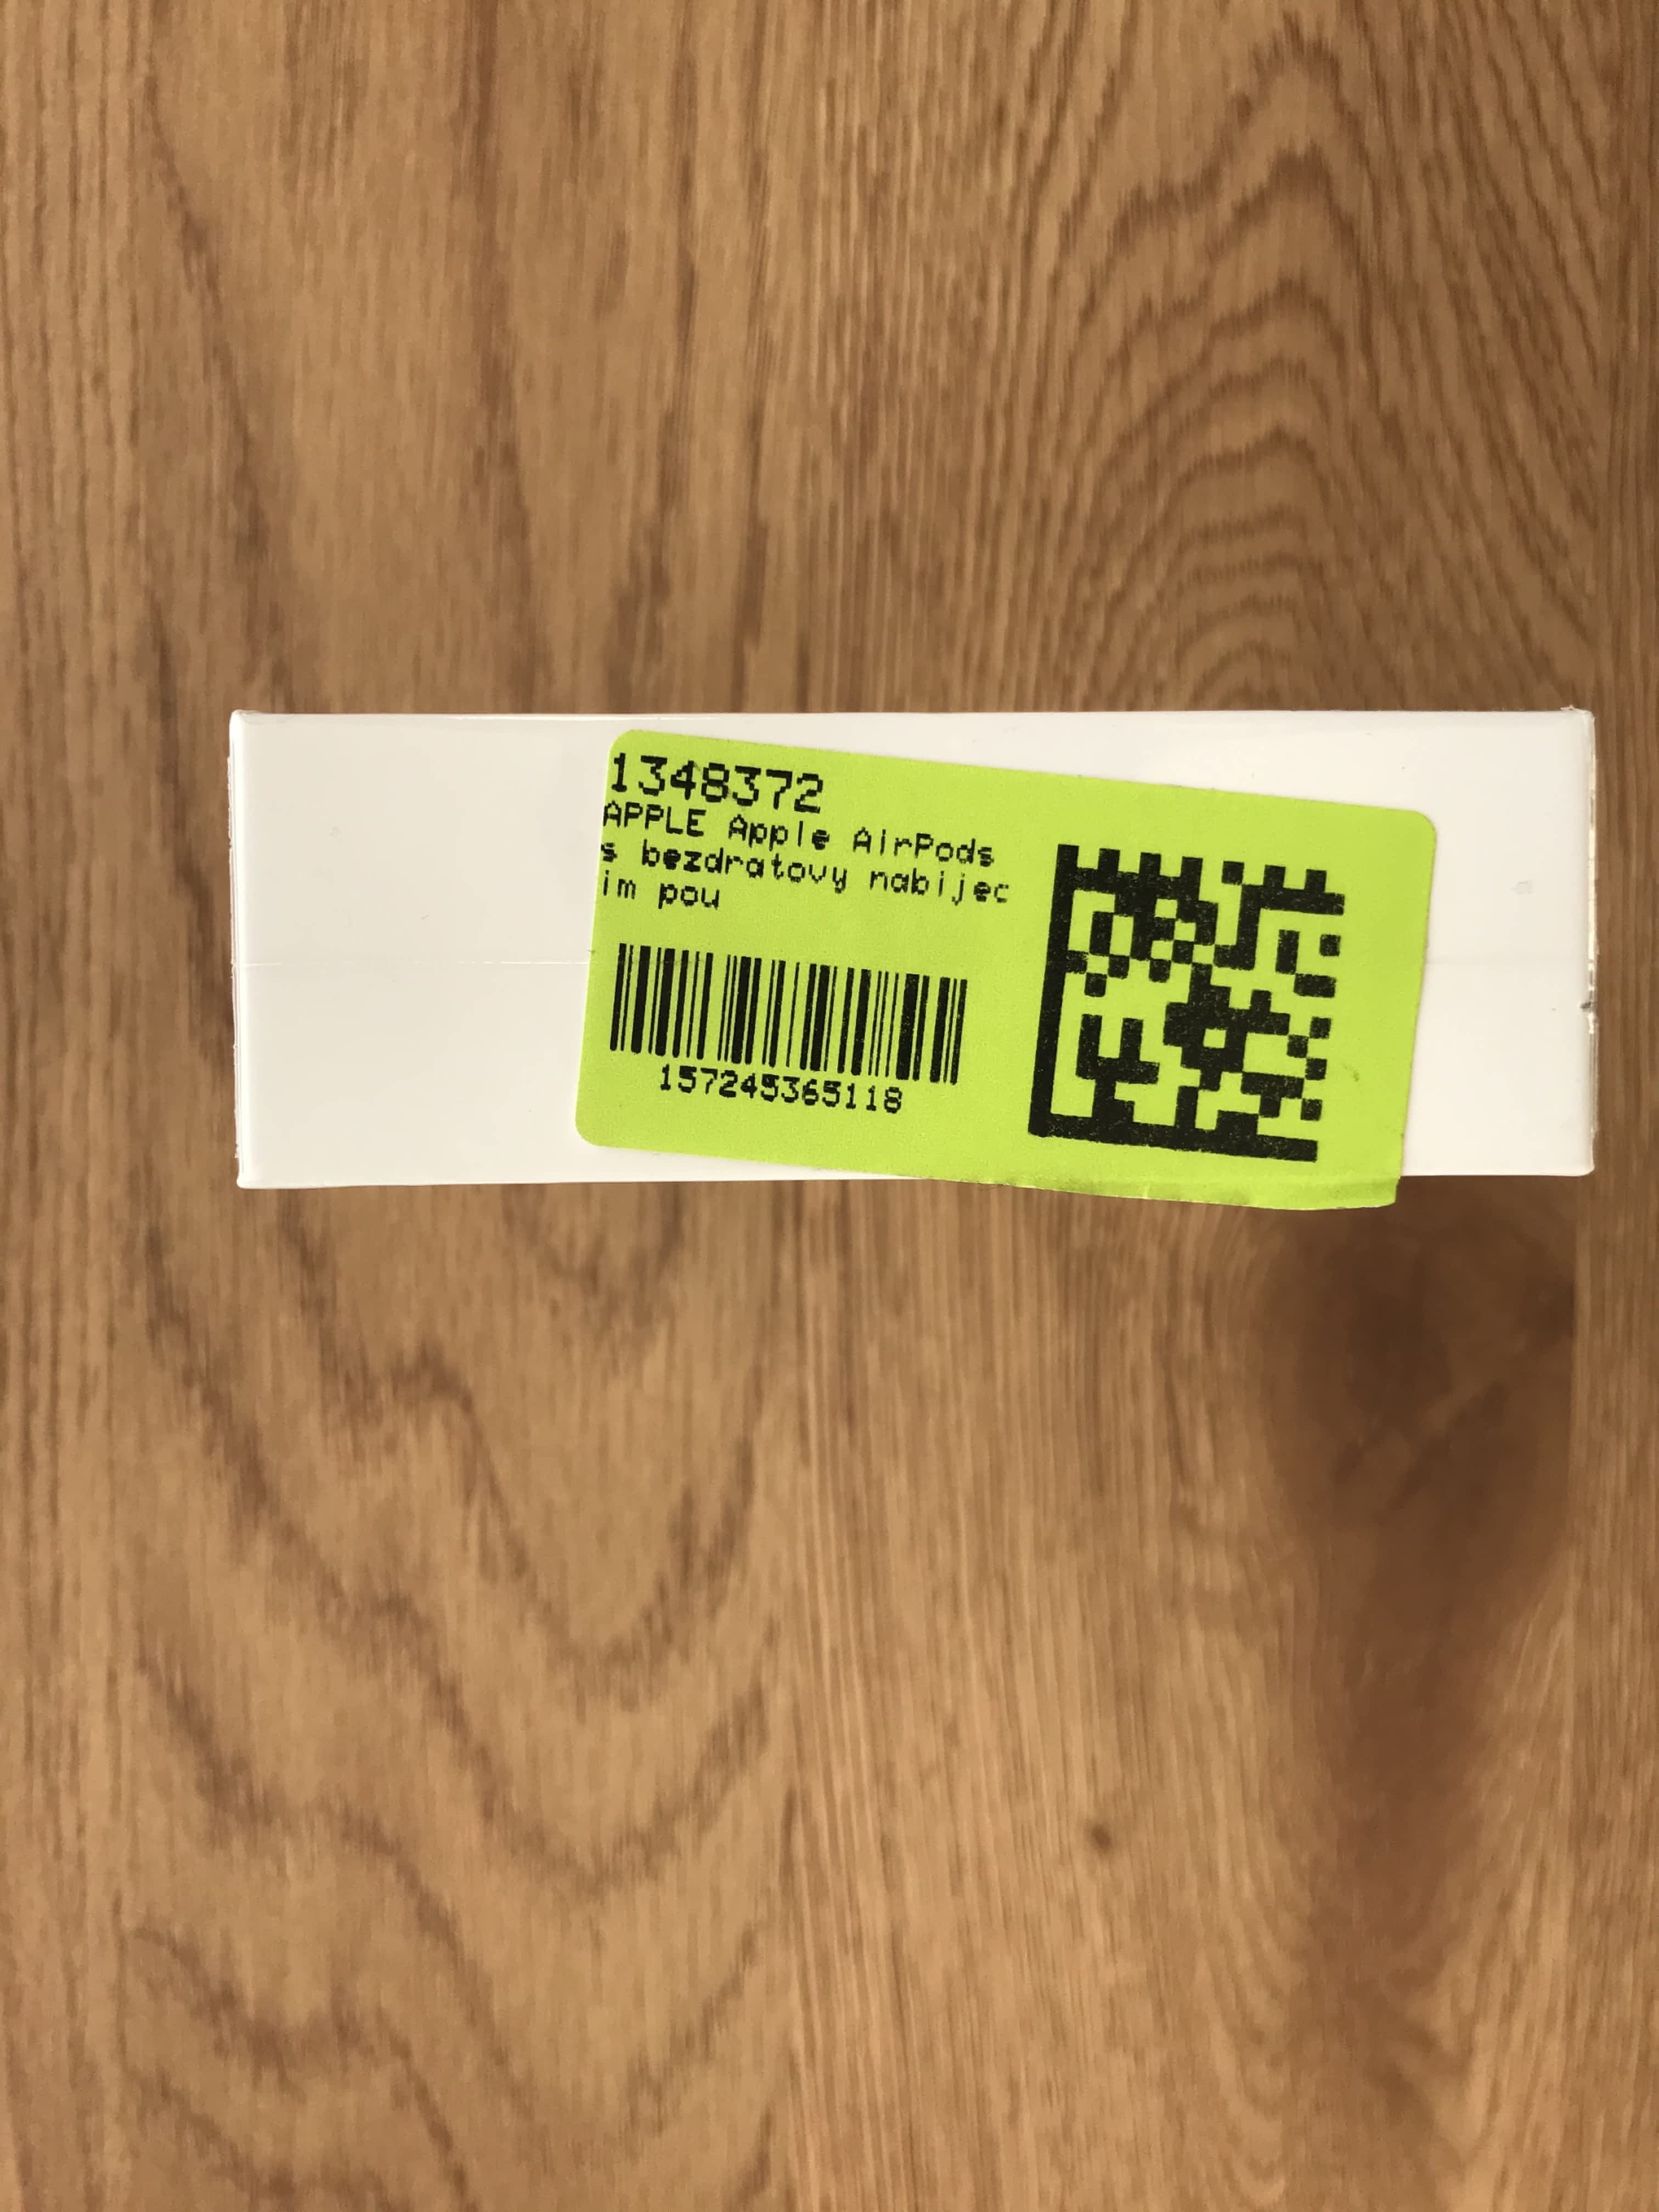 1348372
APPLE Apple AirPods
s bezdratovy nabijec
im pou
157245365118